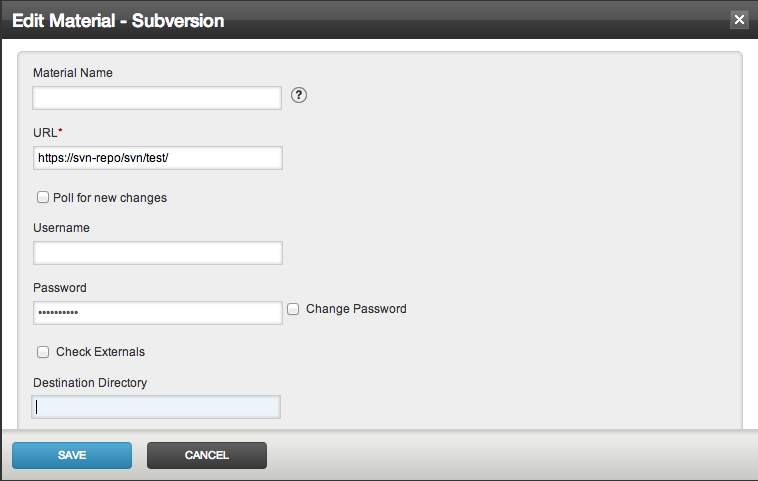 Edit Material - Subversion
Material Name
?
URL*
https://svn-repo/svn/test/
Poll for new changes
Username
Password
•••••••••• Change Password
Check Externals
Destination Directory
SAVE CANCEL